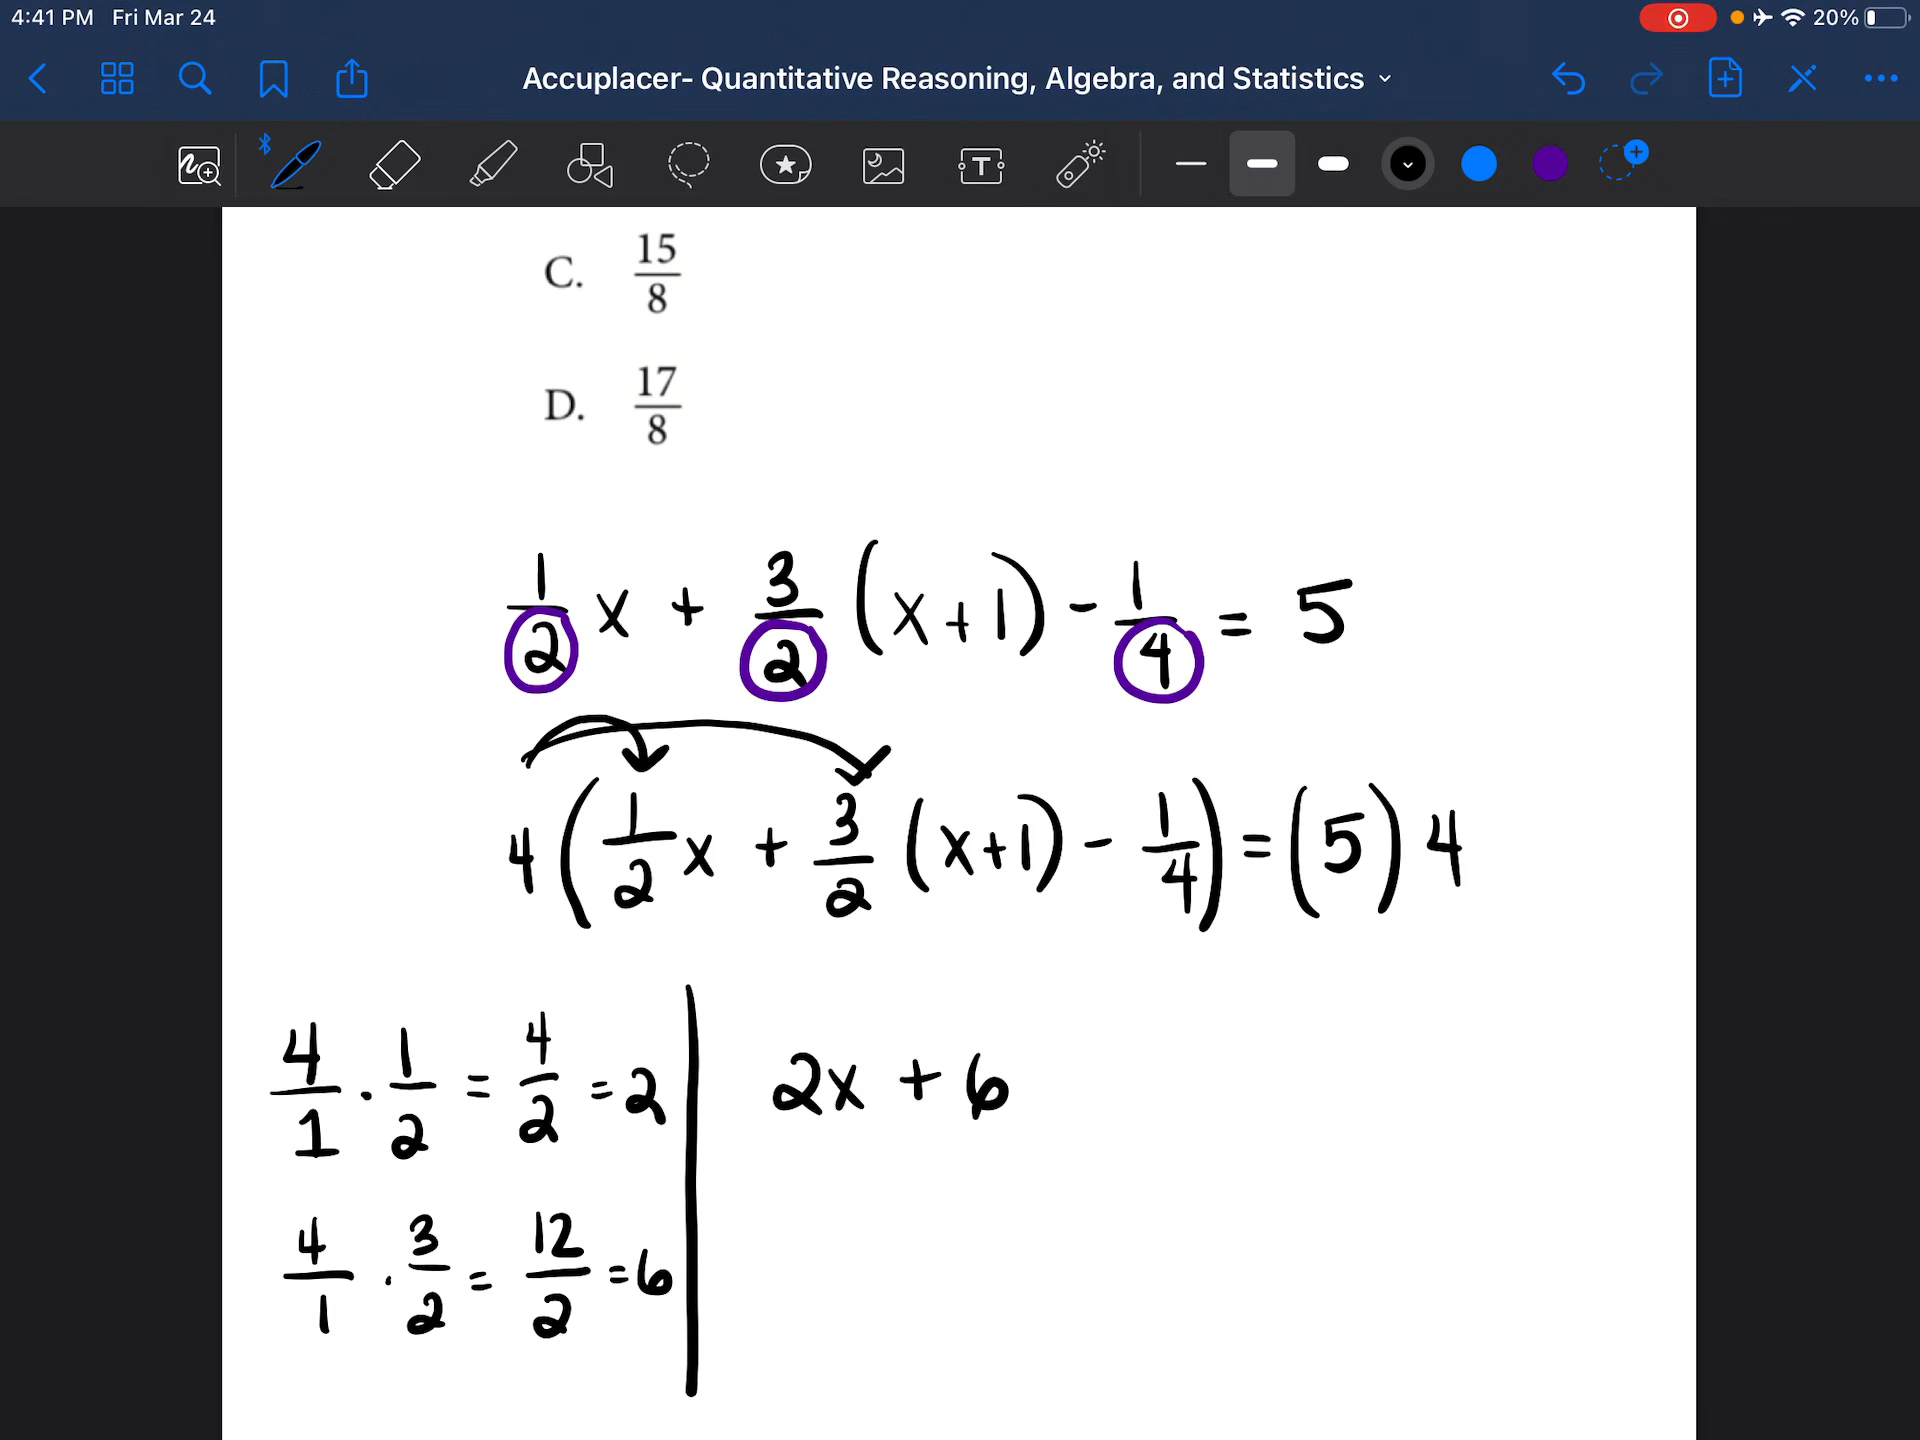 4:41 PM Fri Mar 24 20%
Accuplacer- Quantitative Reasoning, Algebra, and Statistics
T
C. 15/8
D. 17/8
1/2 x + 3/2 (x+1) - 1/4 = 5
4(1/2 x + 3/2 (x+1) - 1/4) = (5) 4
4/1 · 1/2 = 4/2 = 2
2x + 6
4/1 · 3/2 = 12/2 = 6